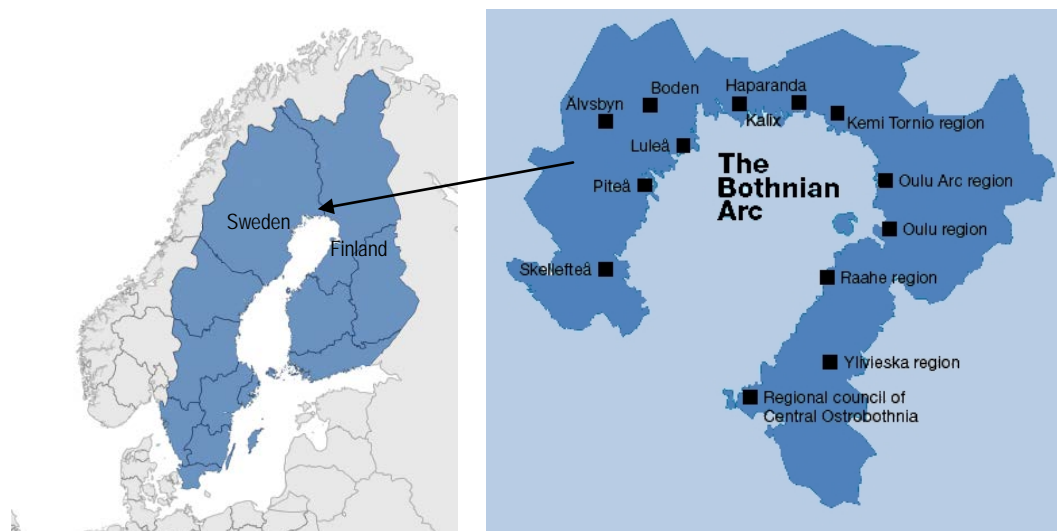 Sweden
Finland
The
Bothnian
Arc
Älvsbyn
Boden
Haparanda
Kalix
Kemi Tornio region
Luleå
Piteå
Oulu Arc region
Oulu region
Skellefteå
Raahe region
Ylivieska region
Regional council of
Central Ostrobothnia